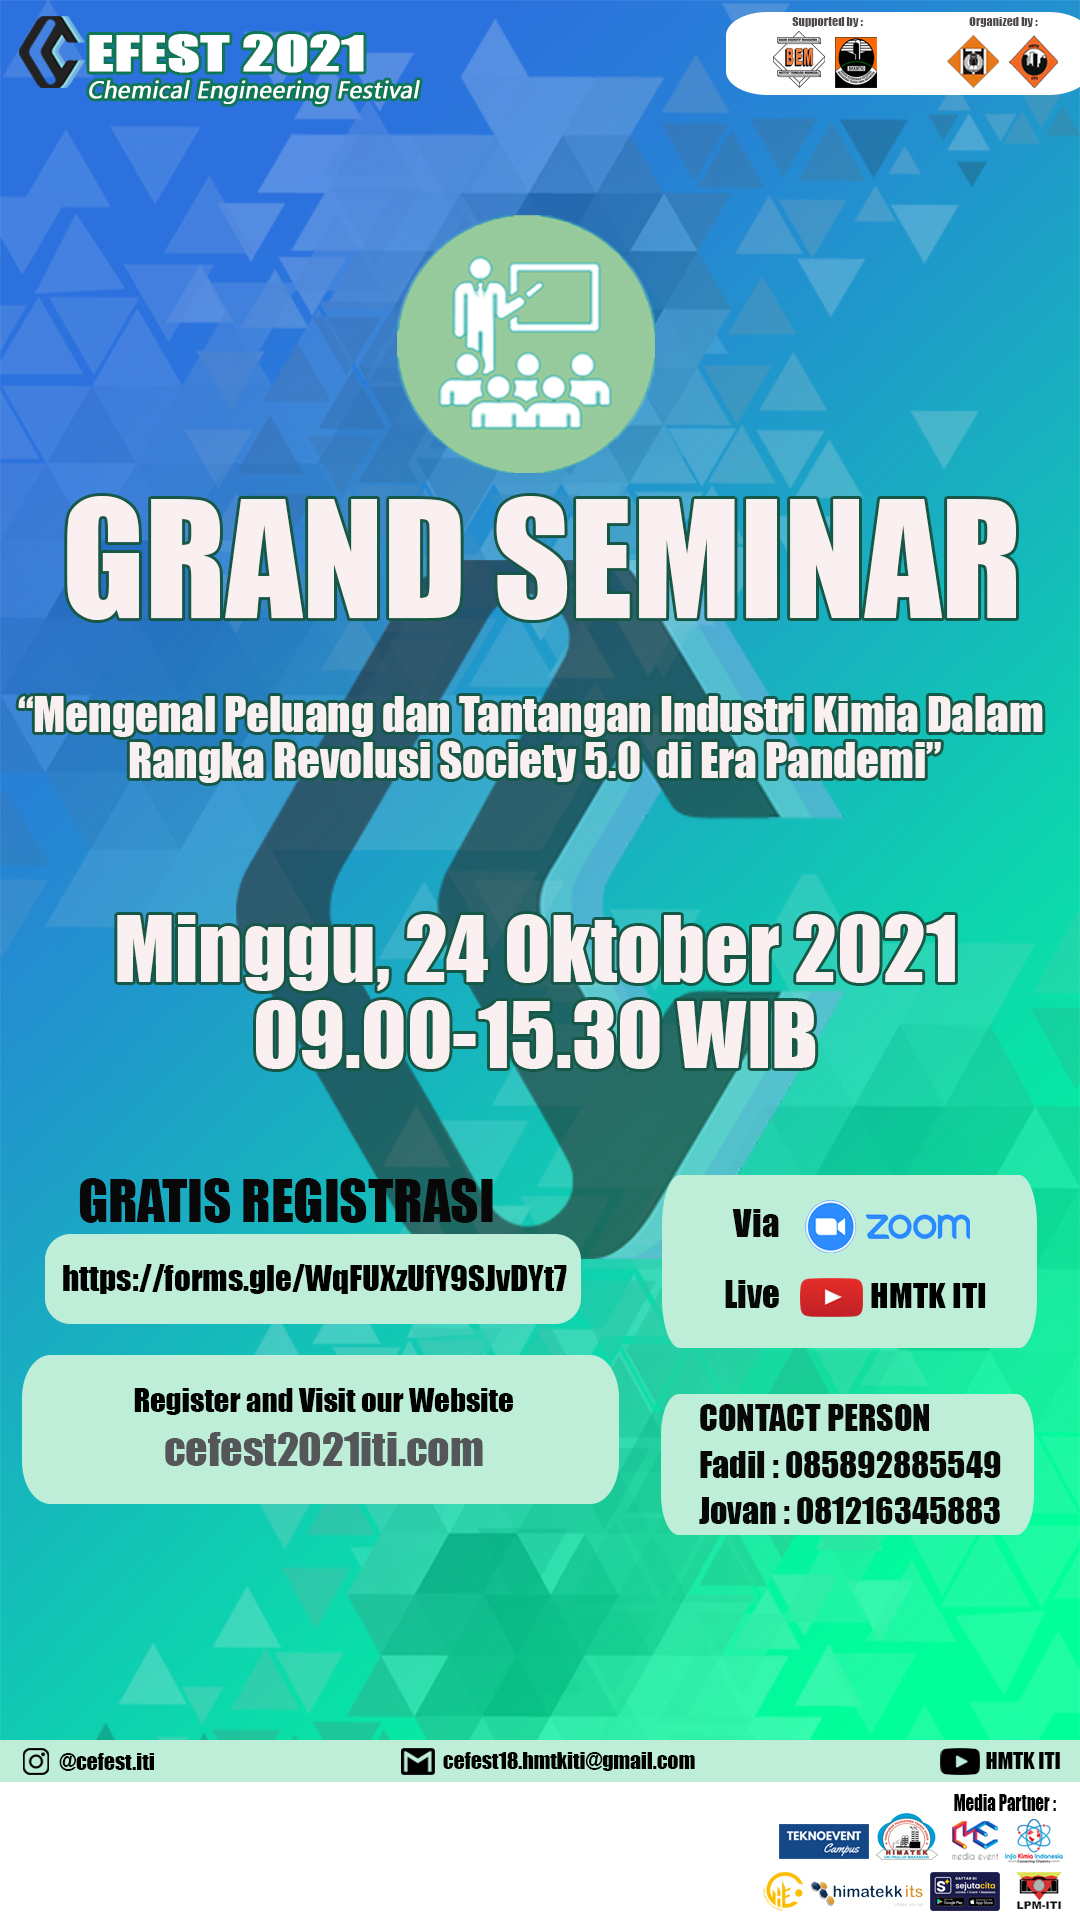 CEFEST 2021
Chemical Engineering Festival
Supported by :
Organized by :
BEM
GRAND SEMINAR
“Mengenal Peluang dan Tantangan Industri Kimia Dalam
Rangka Revolusi Society 5.0 di Era Pandemi”
Minggu, 24 Oktober 2021
09.00-15.30 WIB
GRATIS REGISTRASI
https://forms.gle/WqFUXzUfY9SJvDYt7
Via zoom
Live HMTK ITI
Register and Visit our Website
cefest2021iti.com
CONTACT PERSON
Fadil : 085892885549
Jovan : 081216345883
@cefest.iti
cefest18.hmtkiti@gmail.com
HMTK ITI
Media Partner :
TEKNOEVENT
Campus
HIMATEK
media event
Info Kimia Indonesia
himatekk its
sejutacita
Google Play
App Store
LPM-ITI